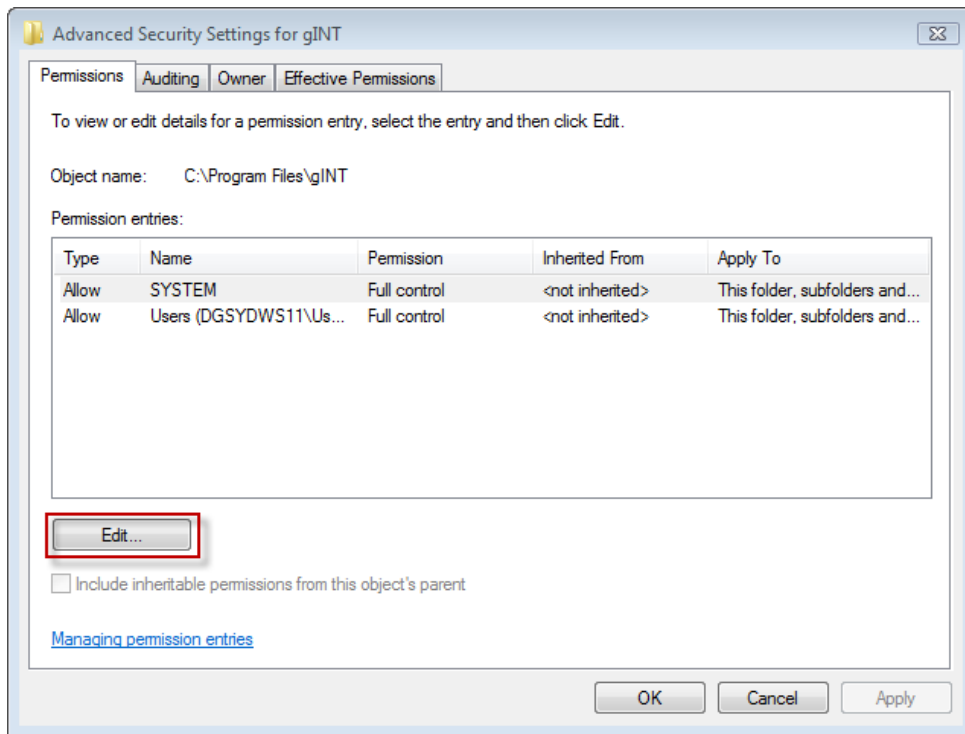 Advanced Security Settings for gINT
Permissions Auditing Owner Effective Permissions
To view or edit details for a permission entry, select the entry and then click Edit.
Object name: C:\Program Files\gINT
Permission entries:
Type Name Permission Inherited From Apply To
Allow SYSTEM Full control <not inherited> This folder, subfolders and...
Allow Users (DGSYDWS11\Us... Full control <not inherited> This folder, subfolders and...
Edit...
Include inheritable permissions from this object's parent
Managing permission entries
OK Cancel Apply